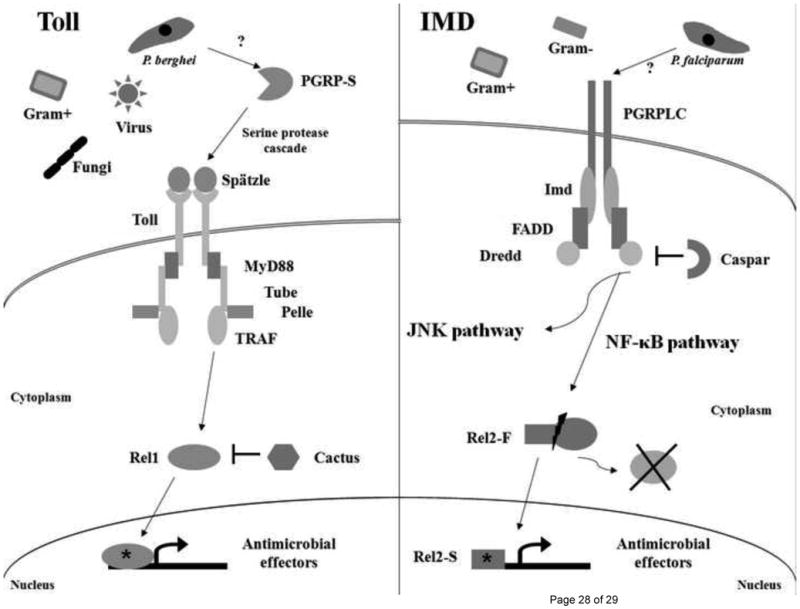 Toll
?
P. berghei
PGRP-S
Gram+
Virus
Fungi
Serine protease
cascade
Spätzle
Toll
MyD88
Tube
Pelle
TRAF
Cytoplasm
Rel1
Cactus
*
Antimicrobial
effectors
Nucleus
IMD
Gram-
P. falciparum
?
Gram+
PGRPLC
Imd
FADD
Dredd
Caspar
JNK pathway
NF-κB pathway
Cytoplasm
Rel2-F
Rel2-S
*
Antimicrobial
effectors
Nucleus
Page 28 of 29